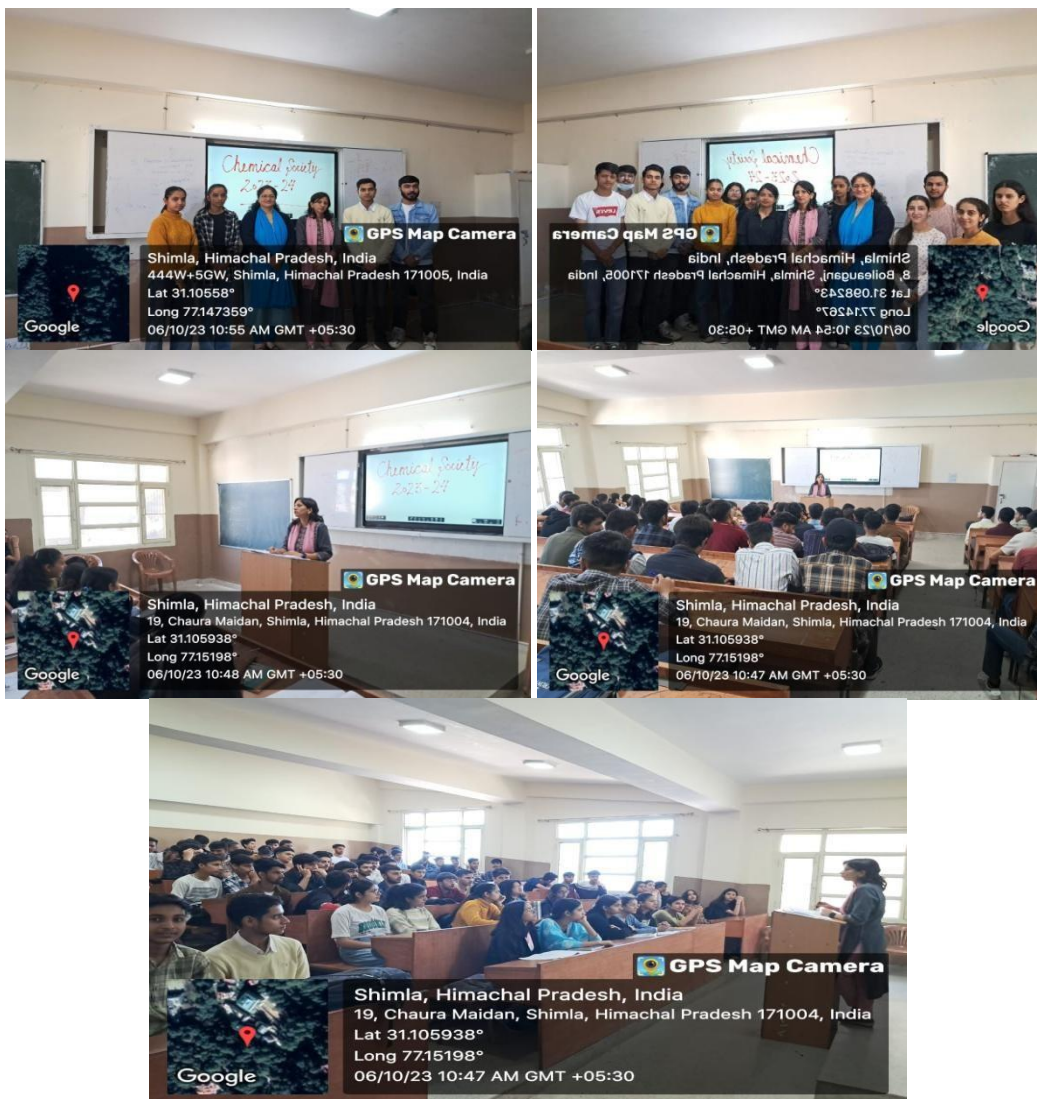 Chemical Society
2023-24
GPS Map Camera
Shimla, Himachal Pradesh, India
444W+5GW, Shimla, Himachal Pradesh 171005, India
Lat 31.10558°
Long 77.147359°
06/10/23 10:55 AM GMT +05:30
Google
Chemical Society
2023-24
GPS Map Camera
Shimla, Himachal Pradesh, India
8, Boileauganj, Shimla, Himachal Pradesh 171005, India
Lat 31.098243°
Long 77.14267°
06/10/23 10:54 AM GMT +05:30
Google
LEVI'S
Chemical Society
2023-24
GPS Map Camera
Shimla, Himachal Pradesh, India
19, Chaura Maidan, Shimla, Himachal Pradesh 171004, India
Lat 31.105938°
Long 77.15198°
06/10/23 10:48 AM GMT +05:30
Google
GPS Map Camera
Shimla, Himachal Pradesh, India
19, Chaura Maidan, Shimla, Himachal Pradesh 171004, India
Lat 31.105938°
Long 77.15198°
06/10/23 10:47 AM GMT +05:30
Google
GPS Map Camera
Shimla, Himachal Pradesh, India
19, Chaura Maidan, Shimla, Himachal Pradesh 171004, India
Lat 31.105938°
Long 77.15198°
06/10/23 10:47 AM GMT +05:30
Google